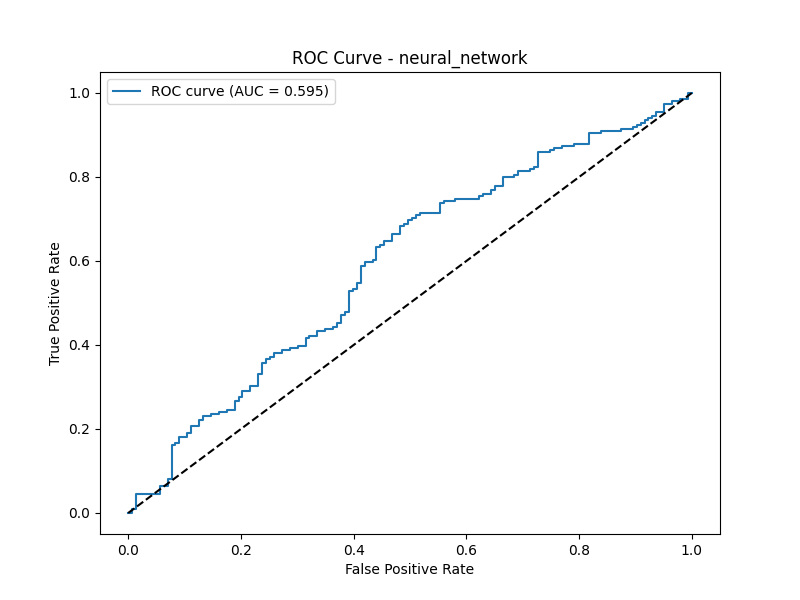 ROC Curve - neural_network
ROC curve (AUC = 0.595)
True Positive Rate
1.0
0.8
0.6
0.4
0.2
0.0
0.0 0.2 0.4 0.6 0.8 1.0
False Positive Rate